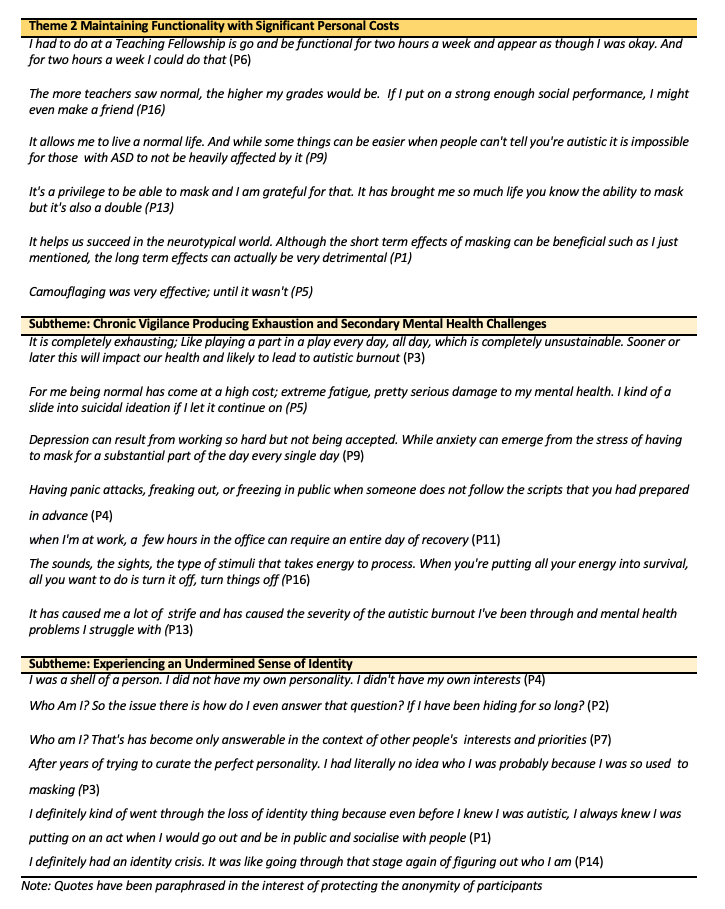 Theme 2 Maintaining Functionality with Significant Personal Costs
I had to do at a Teaching Fellowship is go and be functional for two hours a week and appear as though I was okay. And
for two hours a week I could do that (P6)
The more teachers saw normal, the higher my grades would be.  If I put on a strong enough social performance, I might
even make a friend (P16)
It allows me to live a normal life. And while some things can be easier when people can't tell you're autistic it is impossible
for those  with ASD to not be heavily affected by it (P9)
It's a privilege to be able to mask and I am grateful for that. It has brought me so much life you know the ability to mask
but it's also a double (P13)
It helps us succeed in the neurotypical world. Although the short term effects of masking can be beneficial such as I just
mentioned, the long term effects can actually be very detrimental (P1)
Camouflaging was very effective; until it wasn't (P5)
Subtheme: Chronic Vigilance Producing Exhaustion and Secondary Mental Health Challenges
It is completely exhausting; Like playing a part in a play every day, all day, which is completely unsustainable. Sooner or
later this will impact our health and likely to lead to autistic burnout (P3)
For me being normal has come at a high cost; extreme fatigue, pretty serious damage to my mental health. I kind of a
slide into suicidal ideation if I let it continue on (P5)
Depression can result from working so hard but not being accepted. While anxiety can emerge from the stress of having
to mask for a substantial part of the day every single day (P9)
Having panic attacks, freaking out, or freezing in public when someone does not follow the scripts that you had prepared
in advance (P4)
when I'm at work, a  few hours in the office can require an entire day of recovery (P11)
The sounds, the sights, the type of stimuli that takes energy to process. When you're putting all your energy into survival,
all you want to do is turn it off, turn things off (P16)
It has caused me a lot of  strife and has caused the severity of the autistic burnout I've been through and mental health
problems I struggle with (P13)
Subtheme: Experiencing an Undermined Sense of Identity
I was a shell of a person. I did not have my own personality. I didn't have my own interests (P4)
Who Am I? So the issue there is how do I even answer that question? If I have been hiding for so long? (P2)
Who am I? That's has become only answerable in the context of other people's  interests and priorities (P7)
After years of trying to curate the perfect personality. I had literally no idea who I was probably because I was so used  to
masking (P3)
I definitely kind of went through the loss of identity thing because even before I knew I was autistic, I always knew I was
putting on an act when I would go out and be in public and socialise with people (P1)
I definitely had an identity crisis. It was like going through that stage again of figuring out who I am (P14)
Note: Quotes have been paraphrased in the interest of protecting the anonymity of participants